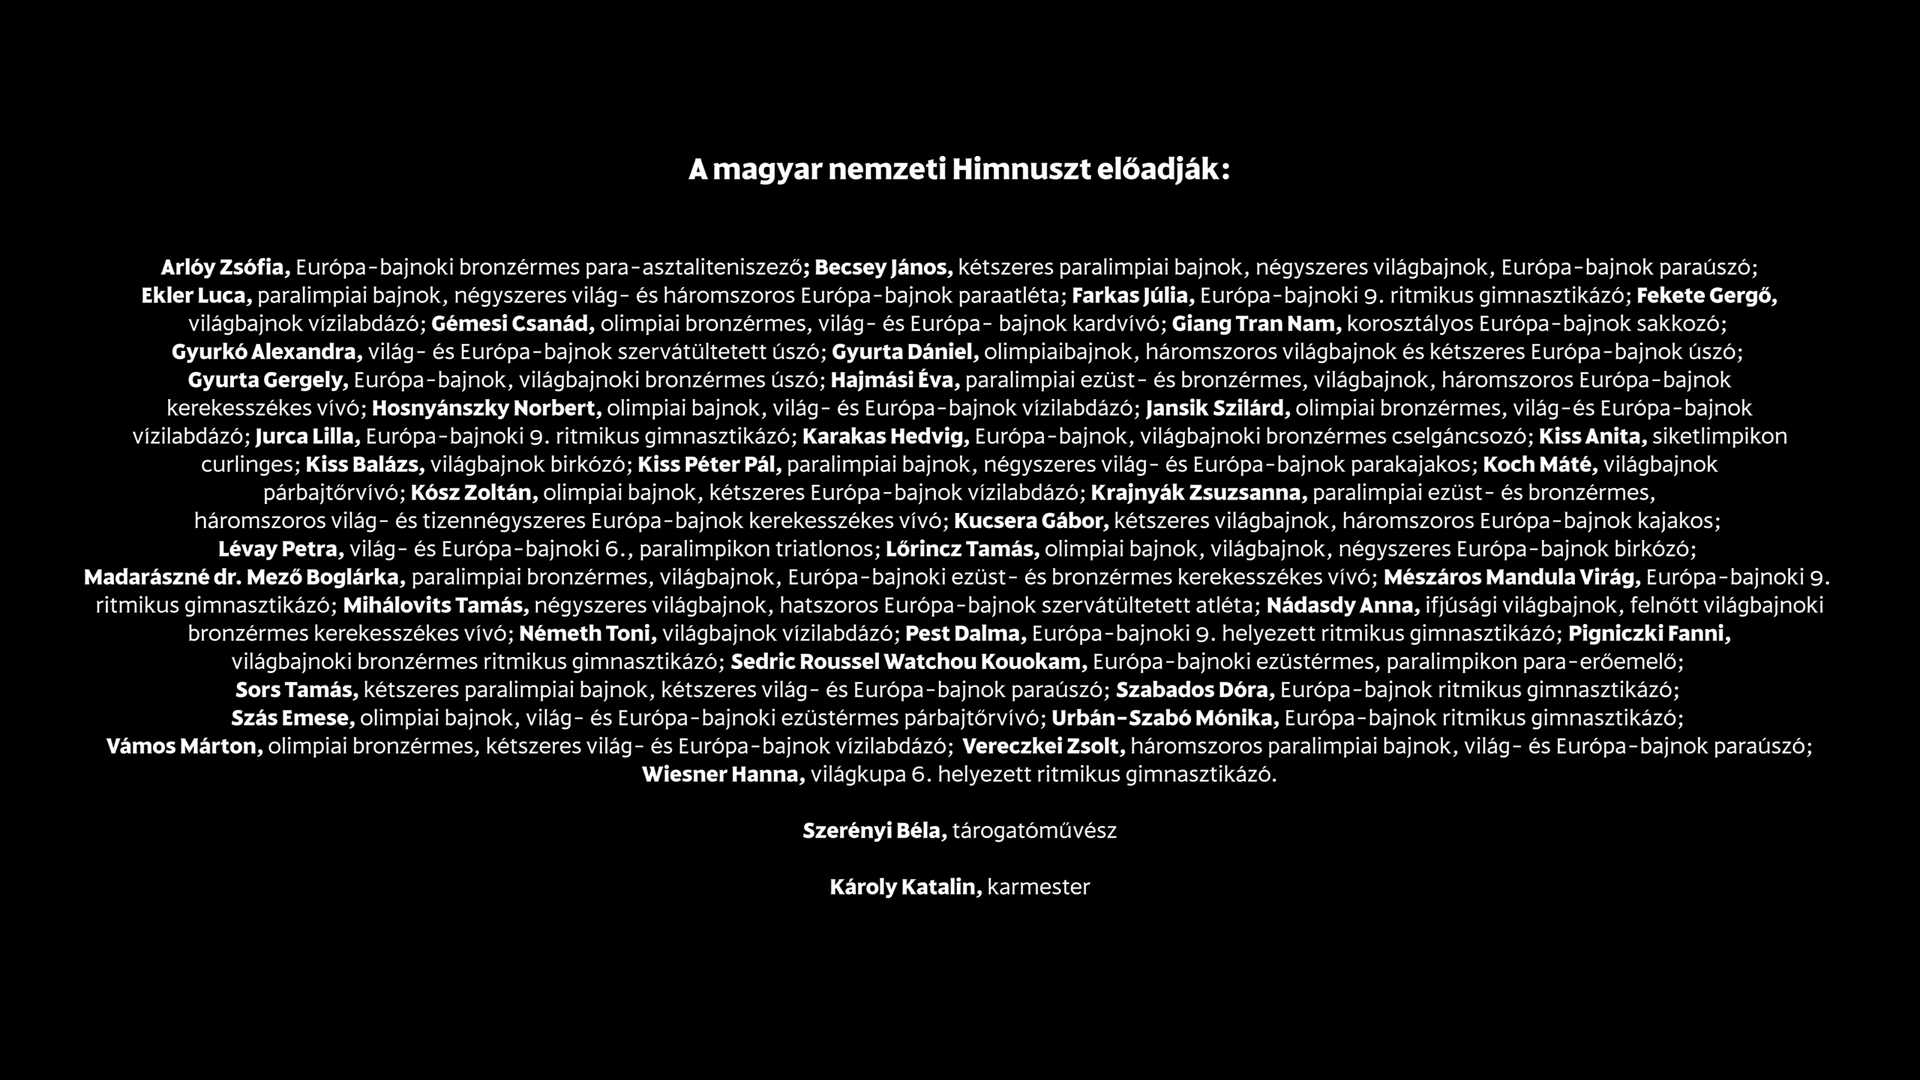 A magyar nemzeti Himnuszt előadják:
Arlóy Zsófia, Európa-bajnoki bronzérmes para-asztaliteniszező; Becsey János, kétszeres paralimpiai bajnok, négyszeres világbajnok, Európa-bajnok paraúszó;
Ekler Luca, paralimpiai bajnok, négyszeres világ- és háromszoros Európa-bajnok paraatléta; Farkas Júlia, Európa-bajnoki 9. ritmikus gimnasztikázó; Fekete Gergő,
világbajnok vízilabdázó; Gémesi Csanád, olimpiai bronzérmes, világ- és Európa- bajnok kardvívó; Giang Tran Nam, korosztályos Európa-bajnok sakkozó;
Gyurkó Alexandra, világ- és Európa-bajnok szervátültetett úszó; Gyurta Dániel, olimpiaibajnok, háromszoros világbajnok és kétszeres Európa-bajnok úszó;
Gyurta Gergely, Európa-bajnok, világbajnoki bronzérmes úszó; Hajmási Éva, paralimpiai ezüst- és bronzérmes, világbajnok, háromszoros Európa-bajnok
kerekesszékes vívó; Hosnyánszky Norbert, olimpiai bajnok, világ- és Európa-bajnok vízilabdázó; Jansik Szilárd, olimpiai bronzérmes, világ-és Európa-bajnok
vízilabdázó; Jurca Lilla, Európa-bajnoki 9. ritmikus gimnasztikázó; Karakas Hedvig, Európa-bajnok, világbajnoki bronzérmes cselgáncsozó; Kiss Anita, siketlimpikon
curlinges; Kiss Balázs, világbajnok birkózó; Kiss Péter Pál, paralimpiai bajnok, négyszeres világ- és Európa-bajnok parakajakos; Koch Máté, világbajnok
párbajtőrvívó; Kósz Zoltán, olimpiai bajnok, kétszeres Európa-bajnok vízilabdázó; Krajnyák Zsuzsanna, paralimpiai ezüst- és bronzérmes,
háromszoros világ- és tizennégyszeres Európa-bajnok kerekesszékes vívó; Kucsera Gábor, kétszeres világbajnok, háromszoros Európa-bajnok kajakos;
Lévay Petra, világ- és Európa-bajnoki 6., paralimpikon triatlonos; Lőrincz Tamás, olimpiai bajnok, világbajnok, négyszeres Európa-bajnok birkózó;
Madarászné dr. Mező Boglárka, paralimpiai bronzérmes, világbajnok, Európa-bajnoki ezüst- és bronzérmes kerekesszékes vívó; Mészáros Mandula Virág, Európa-bajnoki 9.
ritmikus gimnasztikázó; Mihálovits Tamás, négyszeres világbajnok, hatszoros Európa-bajnok szervátültetett atléta; Nádasdy Anna, ifjúsági világbajnok, felnőtt világbajnoki
bronzérmes kerekesszékes vívó; Németh Toni, világbajnok vízilabdázó; Pest Dalma, Európa-bajnoki 9. helyezett ritmikus gimnasztikázó; Pigniczki Fanni,
világbajnoki bronzérmes ritmikus gimnasztikázó; Sedric Roussel Watchou Kouokam, Európa-bajnoki ezüstérmes, paralimpikon para-erőemelő;
Sors Tamás, kétszeres paralimpiai bajnok, kétszeres világ- és Európa-bajnok paraúszó; Szabados Dóra, Európa-bajnok ritmikus gimnasztikázó;
Szás Emese, olimpiai bajnok, világ- és Európa-bajnoki ezüstérmes párbajtőrvívó; Urbán-Szabó Mónika, Európa-bajnok ritmikus gimnasztikázó;
Vámos Márton, olimpiai bronzérmes, kétszeres világ- és Európa-bajnok vízilabdázó; Vereczkei Zsolt, háromszoros paralimpiai bajnok, világ- és Európa-bajnok paraúszó;
Wiesner Hanna, világkupa 6. helyezett ritmikus gimnasztikázó.
Szerényi Béla, tárogatóművész
Károly Katalin, karmester